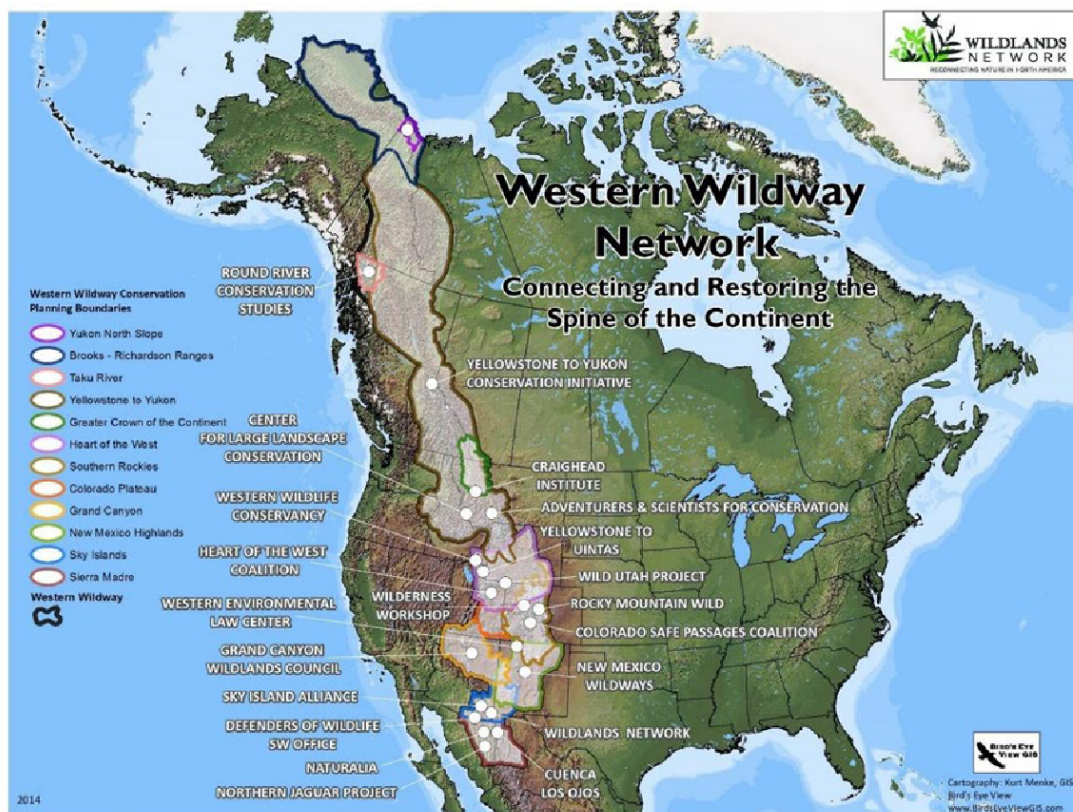 WILDLANDS
NETWORK
RECONNECTING NATURE IN NORTH AMERICA
Western Wildway
Network
Connecting and Restoring the
Spine of the Continent
ROUND RIVER
CONSERVATION
STUDIES
Western Wildway Conservation
Planning Boundaries
Yukon North Slope
Brooks - Richardson Ranges
Taku River
Yellowstone to Yukon
Greater Crown of the Continent
Heart of the West
Southern Rockies
Colorado Plateau
Grand Canyon
New Mexico Highlands
Sky Islands
Sierra Madre
Western Wildway
YELLOWSTONE TO YUKON
CONSERVATION INITIATIVE
CENTER
FOR LARGE LANDSCAPE
CONSERVATION
CRAIGHEAD
INSTITUTE
WESTERN WILDLIFE
CONSERVANCY
ADVENTURERS & SCIENTISTS FOR CONSERVATION
YELLOWSTONE TO
UINTAS
HEART OF THE WEST
COALITION
WILD UTAH PROJECT
WILDERNESS
WORKSHOP
ROCKY MOUNTAIN WILD
WESTERN ENVIRONMENTAL
LAW CENTER
COLORADO SAFE PASSAGES COALITION
GRAND CANYON
WILDLANDS COUNCIL
NEW MEXICO
WILDWAYS
SKY ISLAND ALLIANCE
DEFENDERS OF WILDLIFE
SW OFFICE
WILDLANDS NETWORK
NATURALIA
CUENCA
LOS OJOS
NORTHERN JAGUAR PROJECT
Bird's Eye
View GIS
Cartography: Kurt Menke, GIS
Bird's Eye View
www.BirdsEyeViewGIS.com
2014